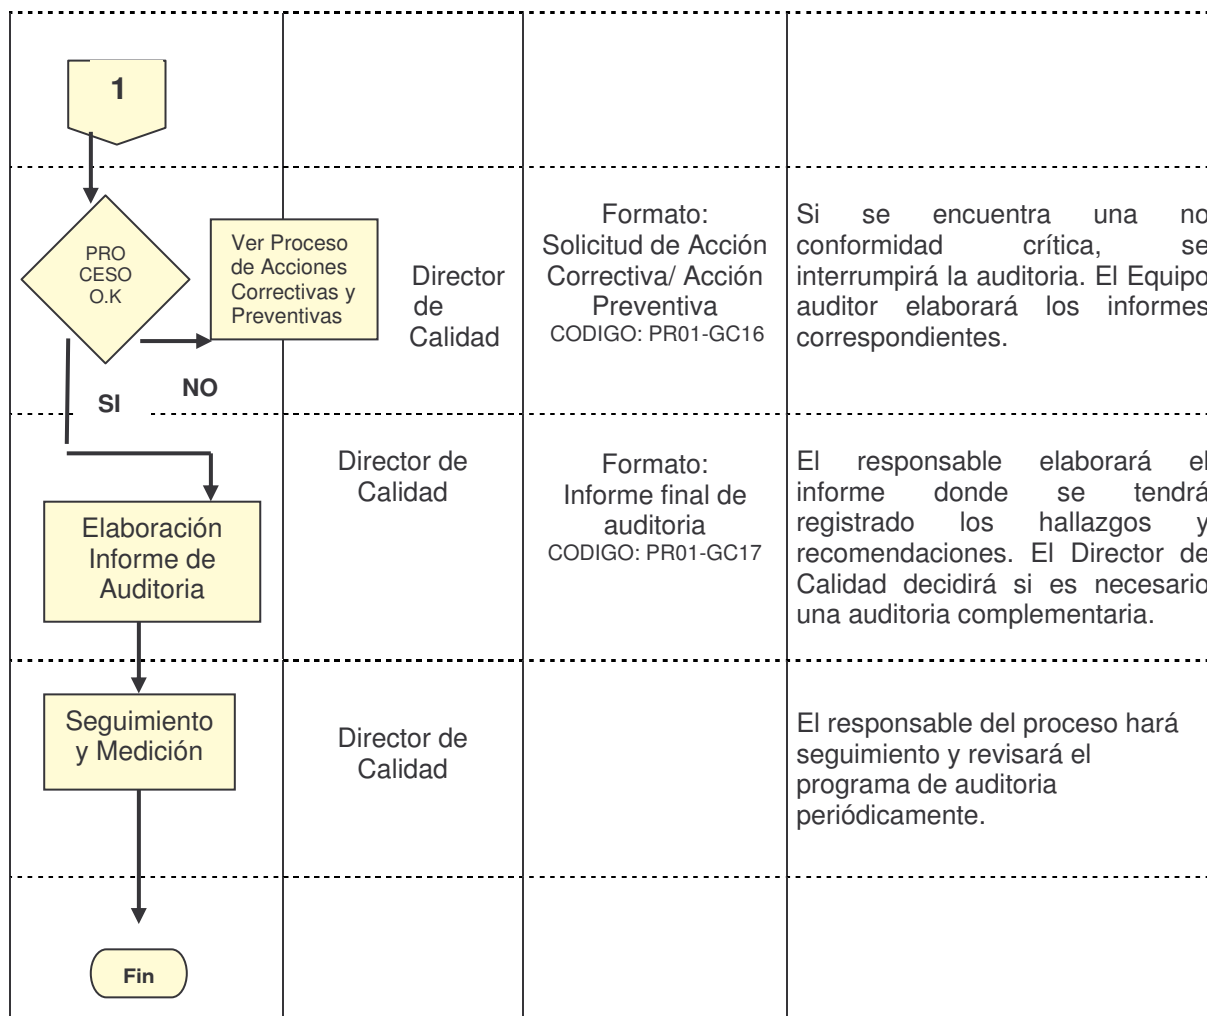 1
PRO
CESO
O.K
Ver Proceso
de Acciones
Correctivas y
Preventivas
NO
SI
Director
de
Calidad
Formato:
Solicitud de Acción
Correctiva/ Acción
Preventiva
CODIGO: PR01-GC16
Si se encuentra una no
conformidad crítica, se
interrumpirá la auditoria. El Equipo
auditor elaborará los informes
correspondientes.
Elaboración
Informe de
Auditoria
Director de
Calidad
Formato:
Informe final de
auditoria
CODIGO: PR01-GC17
El responsable elaborará el
informe donde se tendrá
registrado los hallazgos y
recomendaciones. El Director de
Calidad decidirá si es necesario
una auditoria complementaria.
Seguimiento
y Medición
Director de
Calidad
El responsable del proceso hará
seguimiento y revisará el
programa de auditoria
periódicamente.
Fin